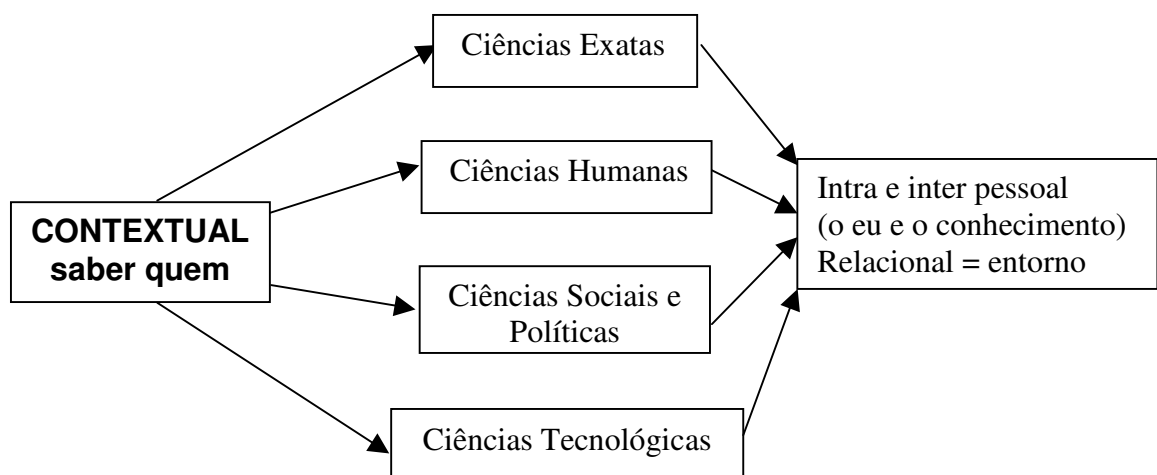 Ciências Exatas
Ciências Humanas
CONTEXTUAL
saber quem
Ciências Sociais e
Políticas
Ciências Tecnológicas
Intra e inter pessoal
(o eu e o conhecimento)
Relacional = entorno